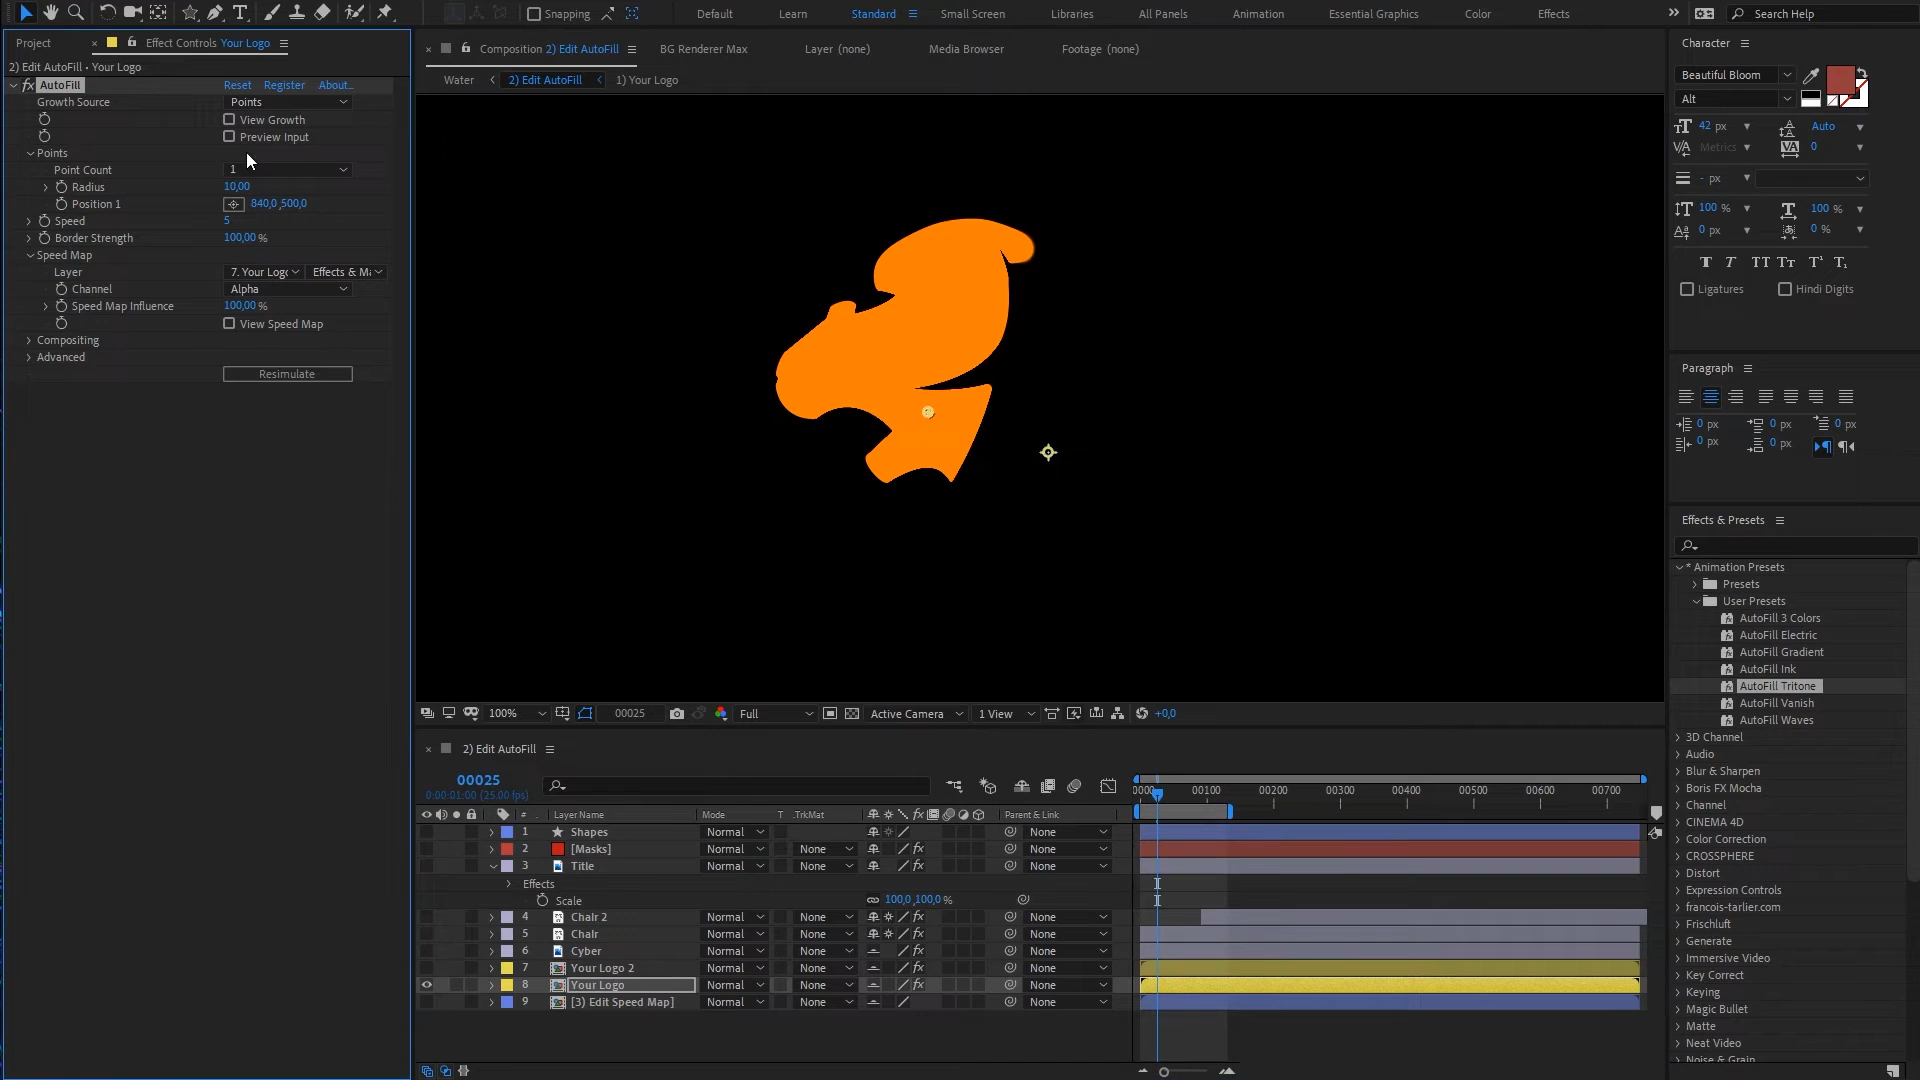 Snapping
Default
Learn
Standard
Small Screen
Libraries
All Panels
Animation
Essential Graphics
Color
Effects
Search Help
Project
Effect Controls Your Logo
2) Edit AutoFill • Your Logo
fx AutoFill
Reset
Register
About...
Growth Source
Points
View Growth
Preview Input
Points
Point Count
1
Radius
10,00
Position 1
840,0 ,500,0
Speed
5
Border Strength
100,00 %
Speed Map
Layer
7. Your Logo
Effects & Ma
Channel
Alpha
Speed Map Influence
100,00 %
View Speed Map
Compositing
Advanced
Resimulate
Composition 2) Edit AutoFill
BG Renderer Max
Layer (none)
Media Browser
Footage (none)
Water
2) Edit AutoFill
1) Your Logo
100%
00025
Full
Active Camera
1 View
+0,0
2) Edit AutoFill
00025
0:00:01:00 (25.00 fps)
0000
00100
00200
00300
00400
00500
00600
00700
#
Layer Name
Mode
T
.TrkMat
Parent & Link
1 Shapes Normal None
2 [Masks] Normal None fx None
3 Title Normal None fx None
Effects
Scale
100,0 ,100,0 %
4 Chair 2 Normal None fx None
5 Chair Normal None fx None
6 Cyber Normal None fx None
7 Your Logo 2 Normal None fx None
8 Your Logo Normal None fx None
9 [3) Edit Speed Map] Normal None None
Character
Beautiful Bloom
Alt
42 px
Auto
Metrics
0
- px
100 %
100 %
0 px
0 %
Ligatures
Hindi Digits
Paragraph
0 px
0 px
0 px
0 px
0 px
Effects & Presets
* Animation Presets
Presets
User Presets
AutoFill 3 Colors
AutoFill Electric
AutoFill Gradient
AutoFill Ink
AutoFill Tritone
AutoFill Vanish
AutoFill Waves
3D Channel
Audio
Blur & Sharpen
Boris FX Mocha
Channel
CINEMA 4D
Color Correction
CROSSPHERE
Distort
Expression Controls
francois-tarlier.com
Frischluft
Generate
Immersive Video
Key Correct
Keying
Magic Bullet
Matte
Neat Video
Noise & Grain